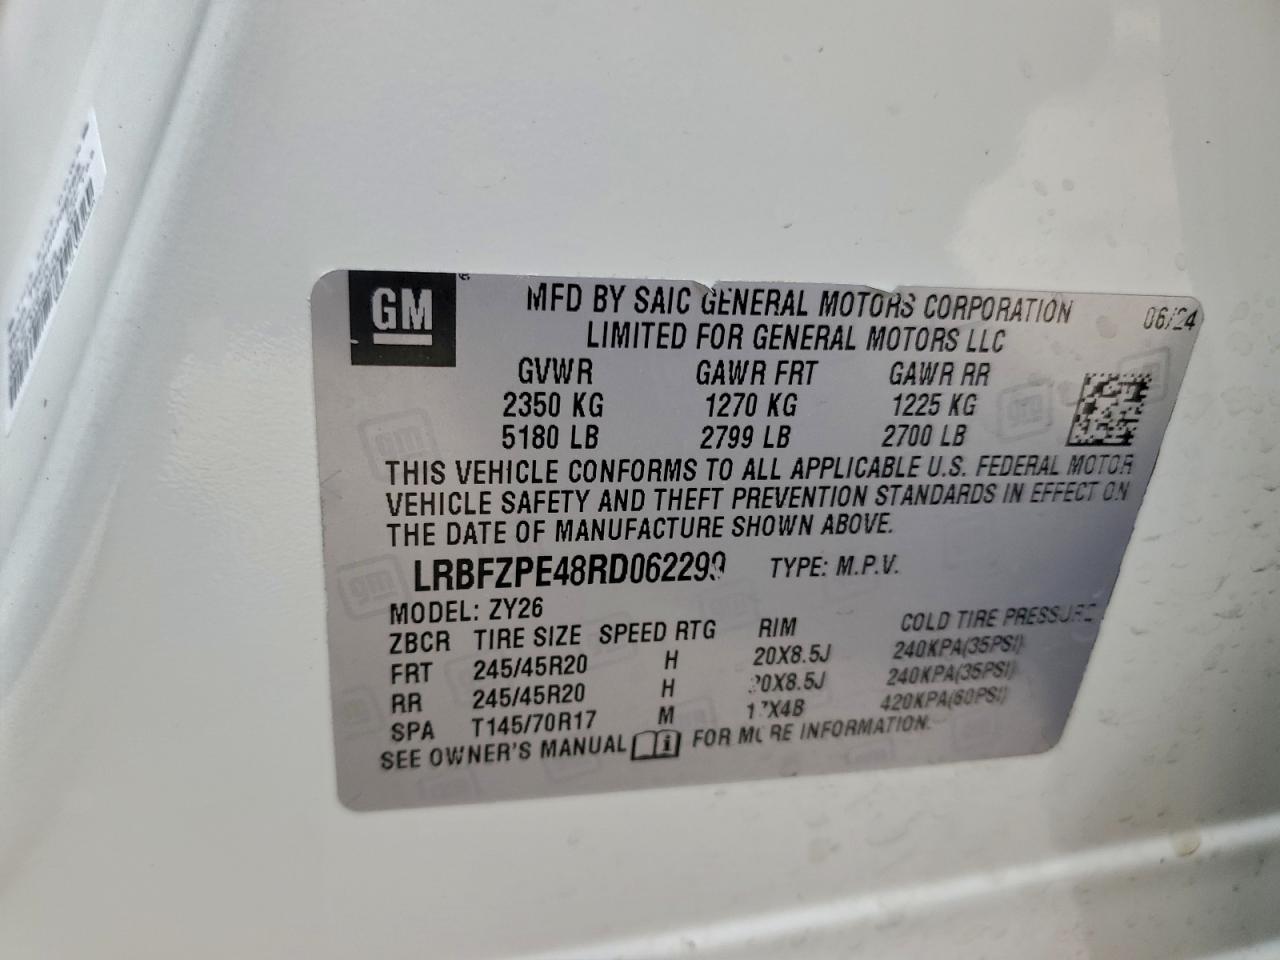 GM
MFD BY SAIC GENERAL MOTORS CORPORATION 06/24
LIMITED FOR GENERAL MOTORS LLC
GVWR GAWR FRT GAWR RR
2350 KG 1270 KG 1225 KG
5180 LB 2799 LB 2700 LB
THIS VEHICLE CONFORMS TO ALL APPLICABLE U.S. FEDERAL MOTOR
VEHICLE SAFETY AND THEFT PREVENTION STANDARDS IN EFFECT ON
THE DATE OF MANUFACTURE SHOWN ABOVE.
LRBFZPE48RD062299 TYPE: M.P.V.
MODEL: ZY26
ZBCR TIRE SIZE SPEED RTG RIM COLD TIRE PRESSURE
FRT 245/45R20 H 20X8.5J 240KPA(35PSI)
RR 245/45R20 H 20X8.5J 240KPA(35PSI)
SPA T145/70R17 M 17X4B 420KPA(60PSI)
SEE OWNER'S MANUAL FOR MORE INFORMATION.